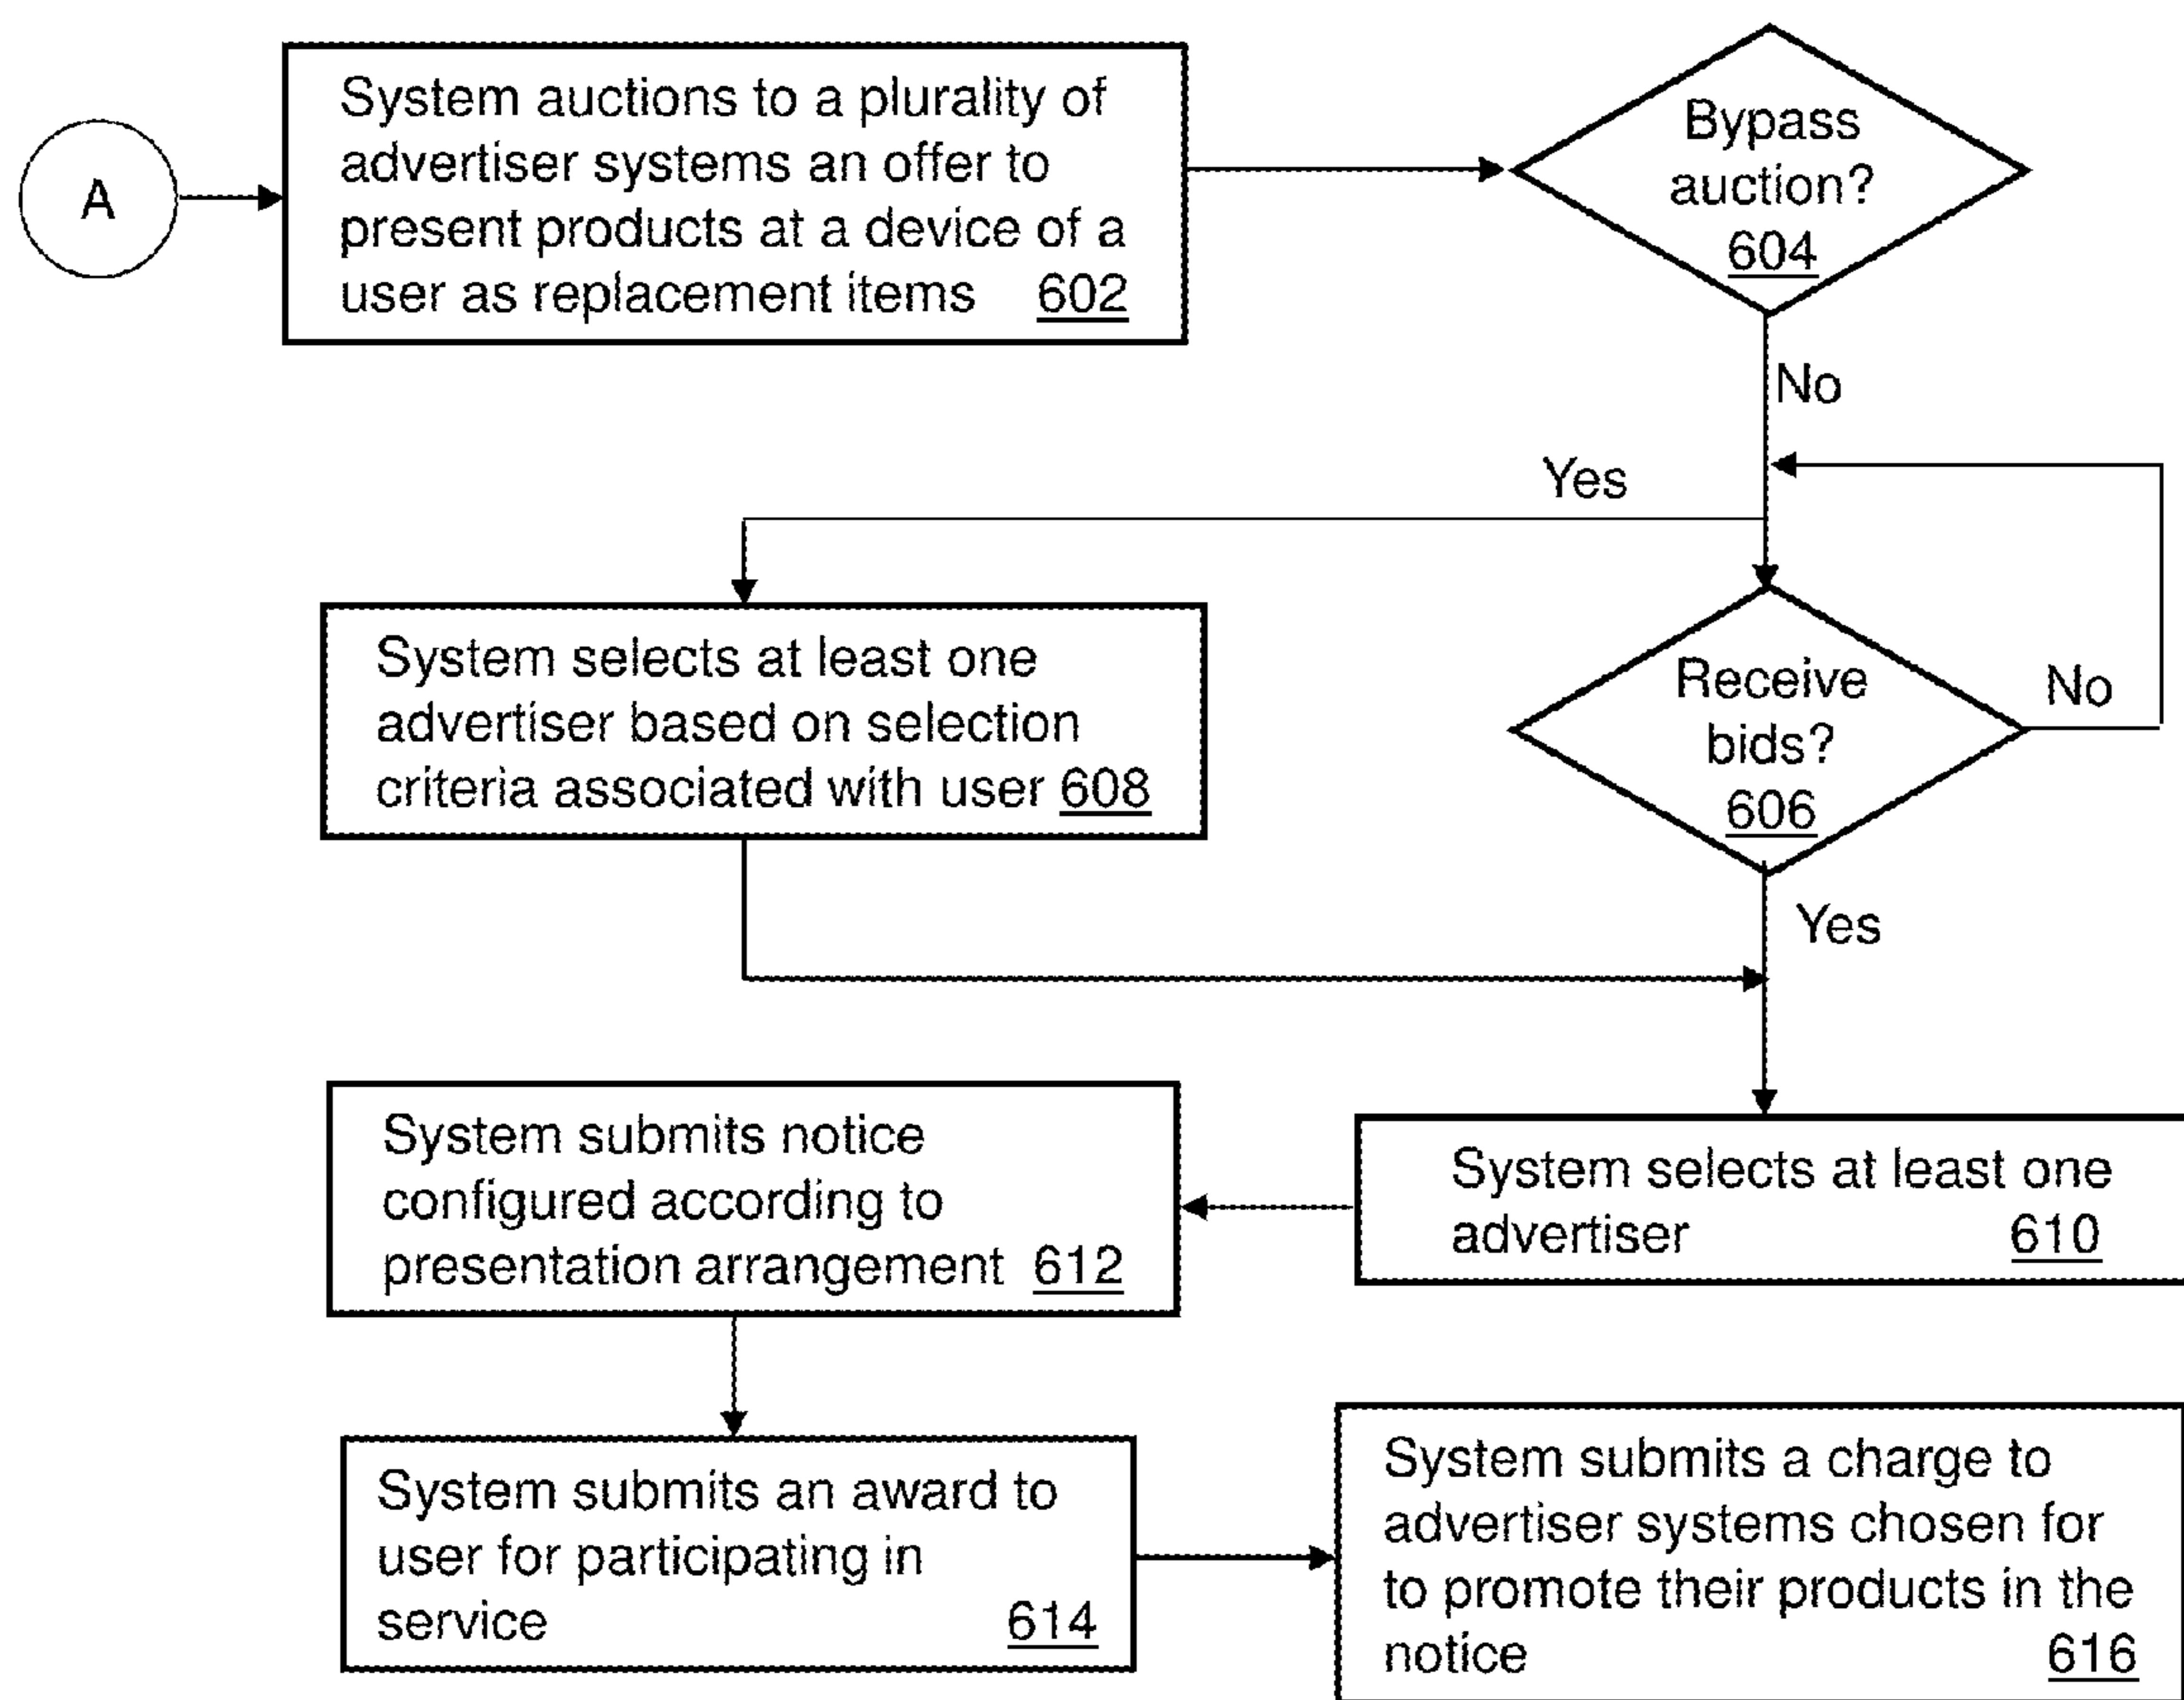 A
System auctions to a plurality of
advertiser systems an offer to
present products at a device of a
user as replacement items 602
Bypass
auction?
604
No
Yes
System selects at least one
advertiser based on selection
criteria associated with user 608
Receive
bids?
606
No
Yes
System submits notice
configured according to
presentation arrangement 612
System selects at least one
advertiser 610
System submits an award to
user for participating in
service 614
System submits a charge to
advertiser systems chosen for
to promote their products in the
notice 616